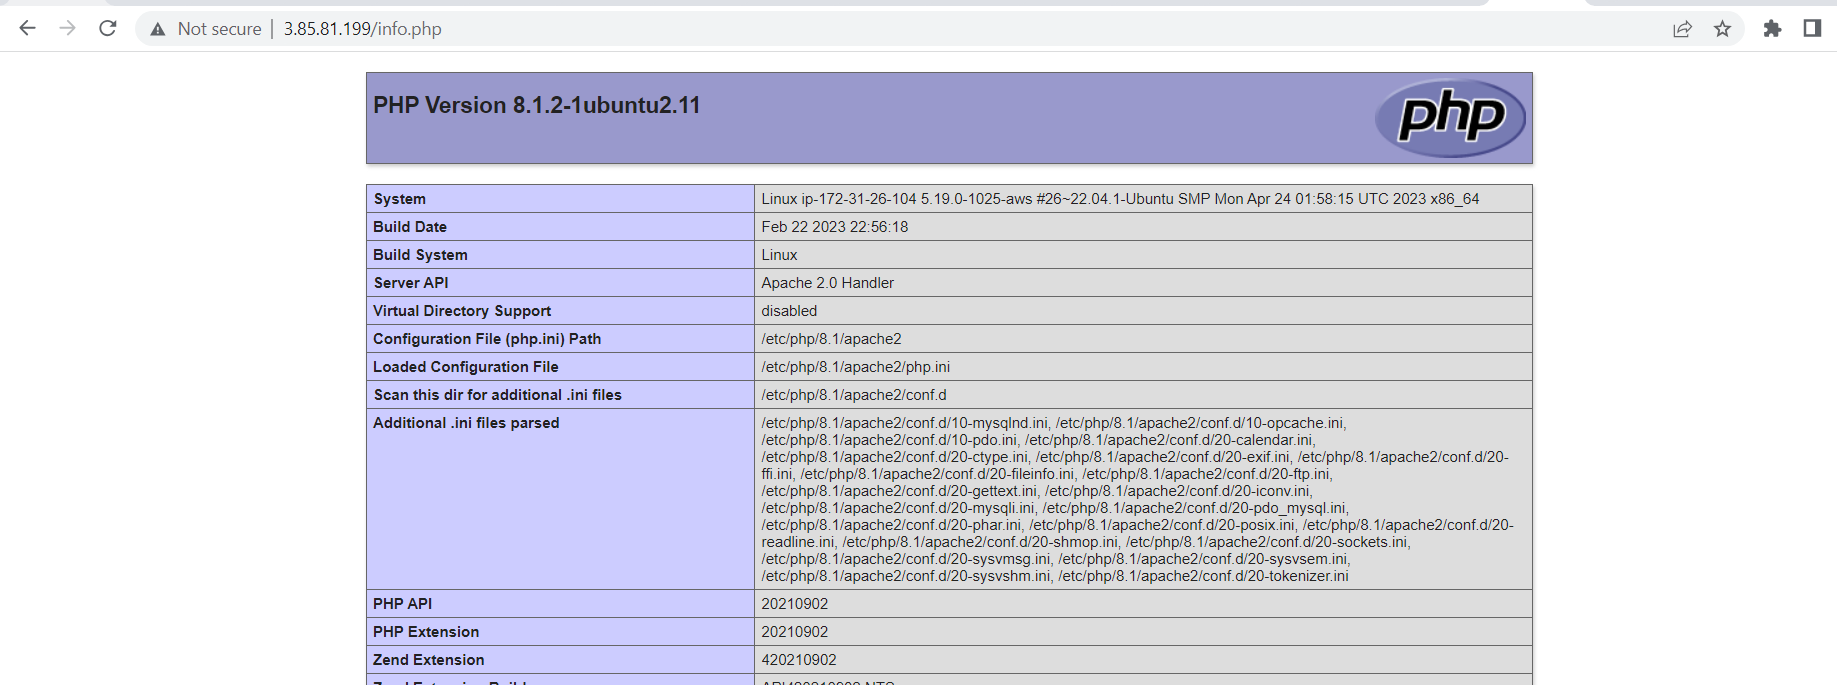 Not secure | 3.85.81.199/info.php
PHP Version 8.1.2-1ubuntu2.11
php
System Linux ip-172-31-26-104 5.19.0-1025-aws #26~22.04.1-Ubuntu SMP Mon Apr 24 01:58:15 UTC 2023 x86_64
Build Date Feb 22 2023 22:56:18
Build System Linux
Server API Apache 2.0 Handler
Virtual Directory Support disabled
Configuration File (php.ini) Path /etc/php/8.1/apache2
Loaded Configuration File /etc/php/8.1/apache2/php.ini
Scan this dir for additional .ini files /etc/php/8.1/apache2/conf.d
Additional .ini files parsed /etc/php/8.1/apache2/conf.d/10-mysqlnd.ini, /etc/php/8.1/apache2/conf.d/10-opcache.ini,
/etc/php/8.1/apache2/conf.d/10-pdo.ini, /etc/php/8.1/apache2/conf.d/20-calendar.ini,
/etc/php/8.1/apache2/conf.d/20-ctype.ini, /etc/php/8.1/apache2/conf.d/20-exif.ini, /etc/php/8.1/apache2/conf.d/20-
ffi.ini, /etc/php/8.1/apache2/conf.d/20-fileinfo.ini, /etc/php/8.1/apache2/conf.d/20-ftp.ini,
/etc/php/8.1/apache2/conf.d/20-gettext.ini, /etc/php/8.1/apache2/conf.d/20-iconv.ini,
/etc/php/8.1/apache2/conf.d/20-mysqli.ini, /etc/php/8.1/apache2/conf.d/20-pdo_mysql.ini,
/etc/php/8.1/apache2/conf.d/20-phar.ini, /etc/php/8.1/apache2/conf.d/20-posix.ini, /etc/php/8.1/apache2/conf.d/20-
readline.ini, /etc/php/8.1/apache2/conf.d/20-shmop.ini, /etc/php/8.1/apache2/conf.d/20-sockets.ini,
/etc/php/8.1/apache2/conf.d/20-sysvmsg.ini, /etc/php/8.1/apache2/conf.d/20-sysvsem.ini,
/etc/php/8.1/apache2/conf.d/20-sysvshm.ini, /etc/php/8.1/apache2/conf.d/20-tokenizer.ini
PHP API 20210902
PHP Extension 20210902
Zend Extension 420210902